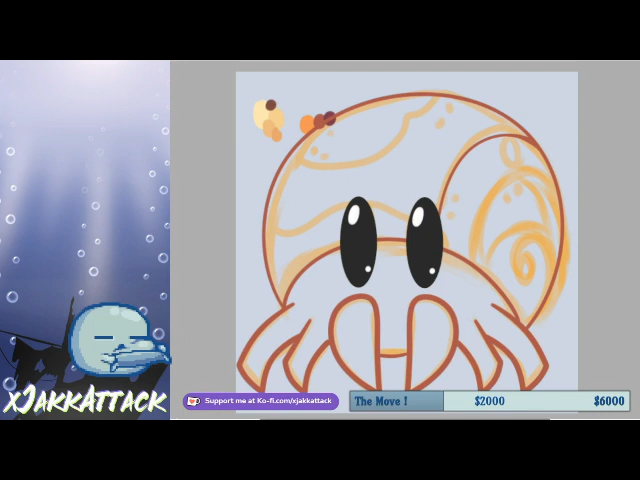 xJakkAttack
Support me at Ko-fi.com/xjakkattack
The Move ! $2000 $6000